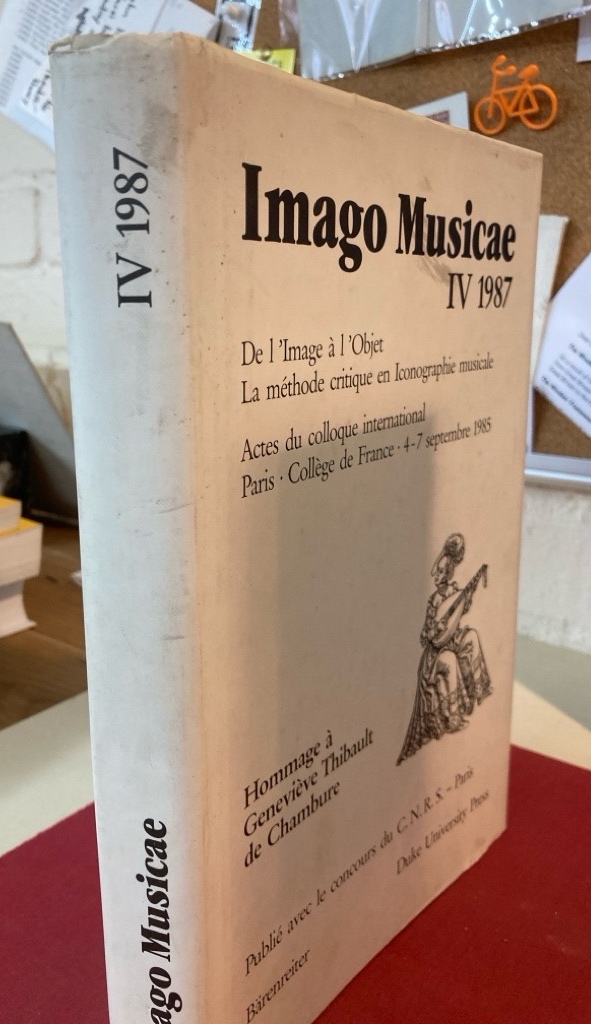 IV 1987
ago Musicae
Imago Musicae
IV 1987
De l'Image à l'Objet
La méthode critique en Iconographie musicale
Actes du colloque international
Paris · Collège de France · 4-7 septembre 1985
Hommage à
Geneviève Thibault
de Chambure
Publié avec le concours du C.N.R.S. - Paris
Bärenreiter
Duke University Press